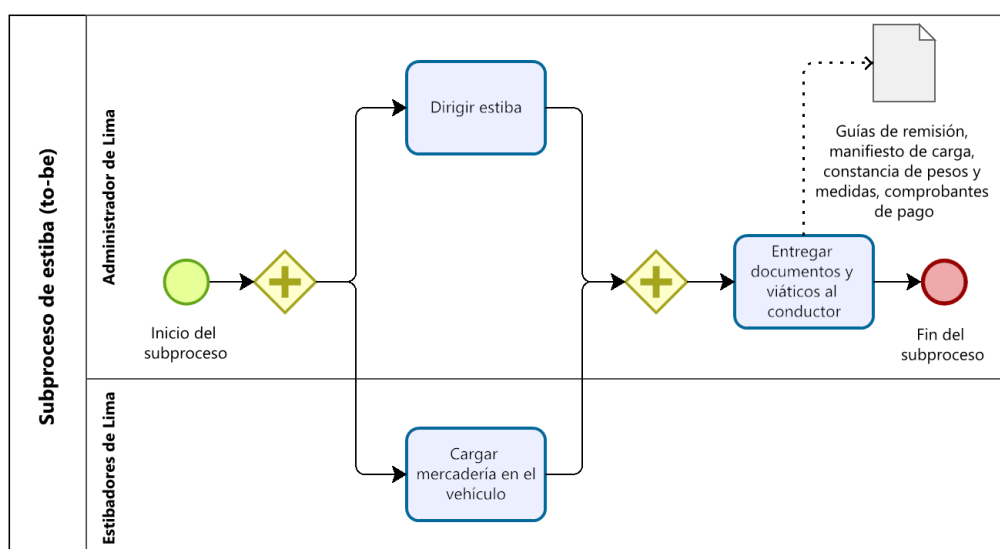 Subproceso de estiba (to-be)
Administrador de Lima
Dirigir estiba
Guías de remisión,
manifiesto de carga,
constancia de pesos y
medidas, comprobantes
de pago
Inicio del
subproceso
Entregar
documentos y
viáticos al
conductor
Fin del
subproceso
Estibadores de Lima
Cargar
mercadería en el
vehículo